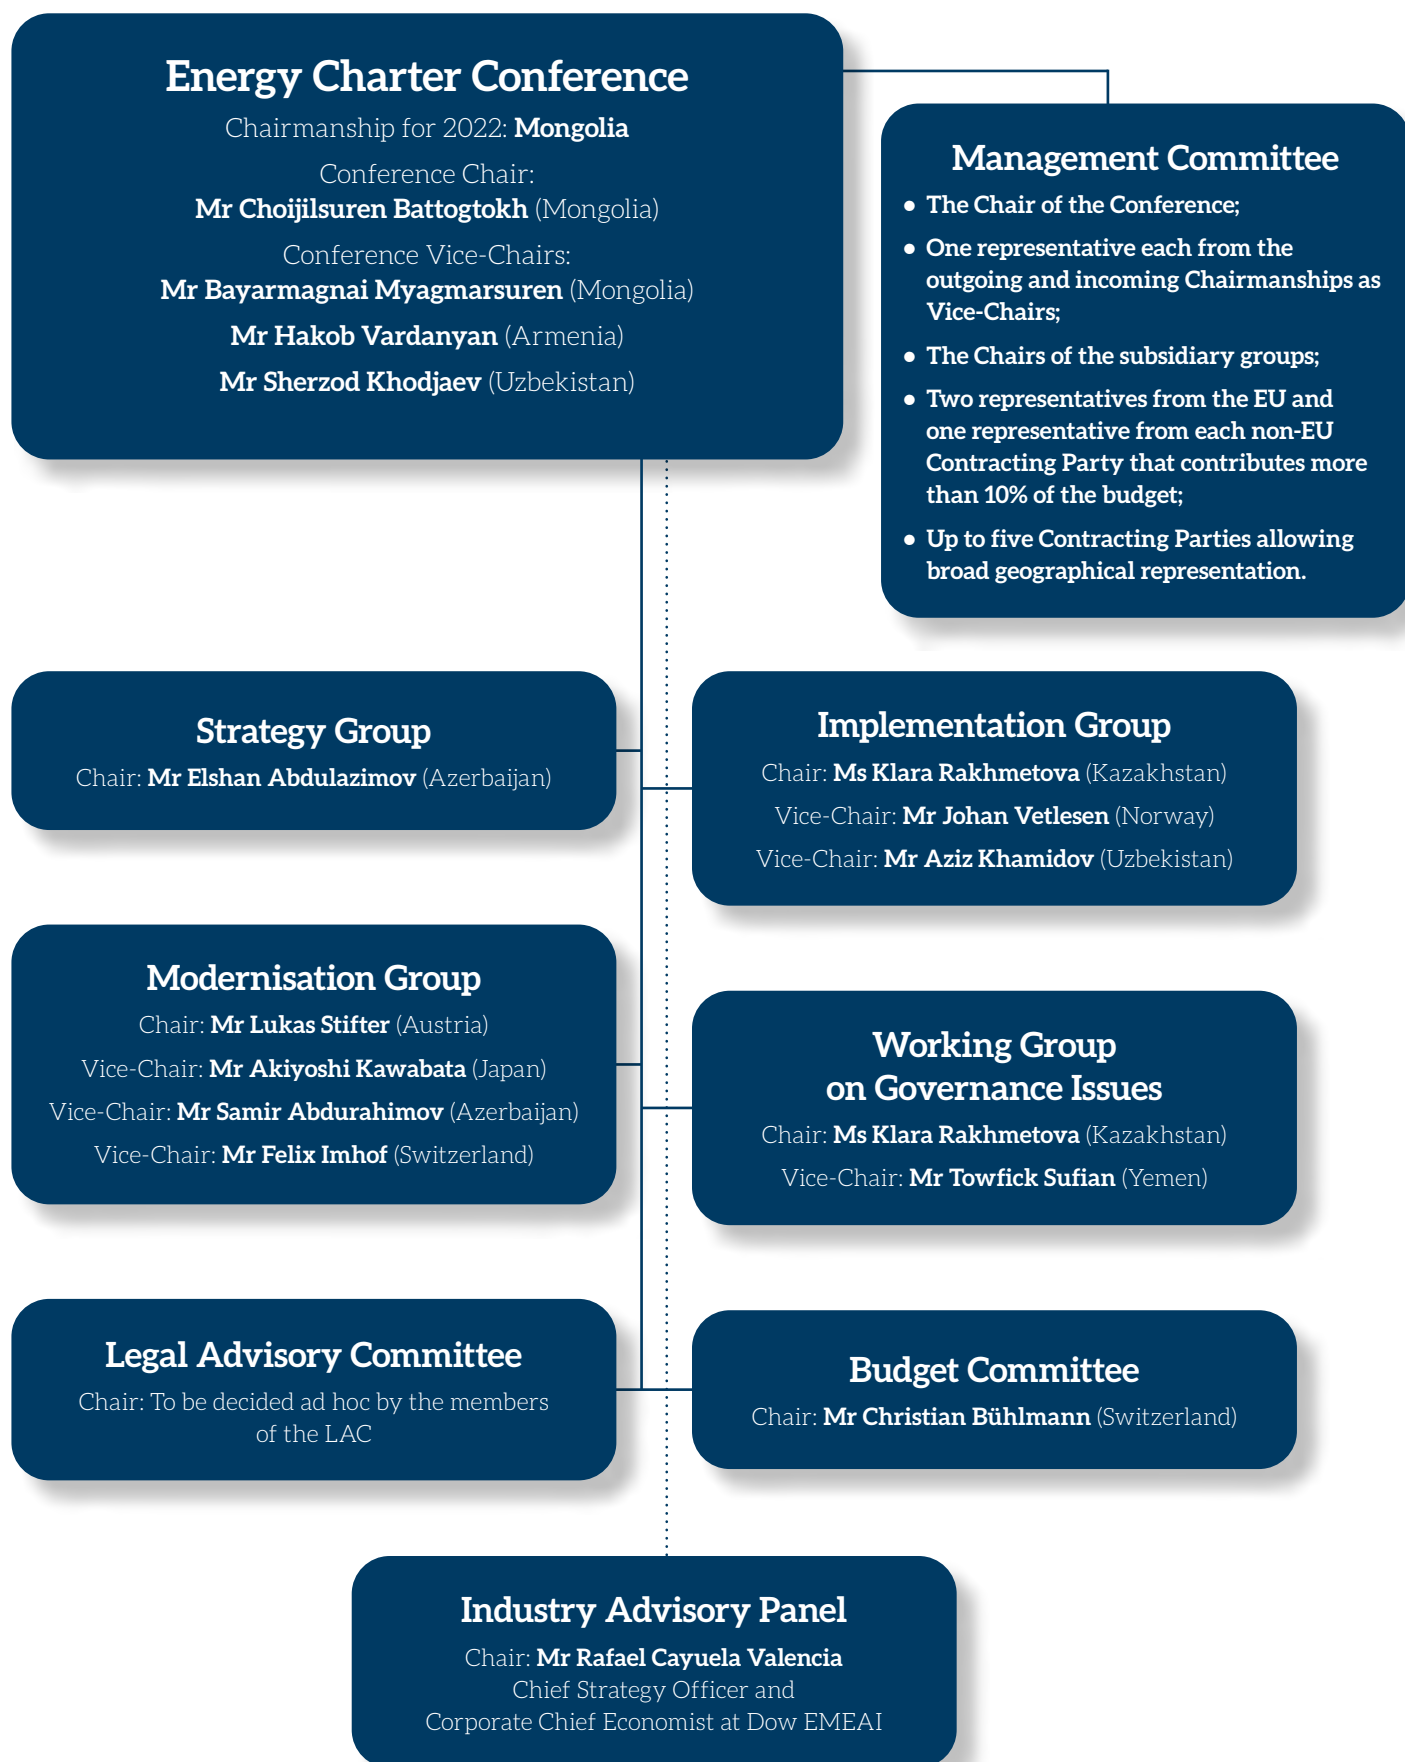 Energy Charter Conference
Chairmanship for 2022: Mongolia
Conference Chair:
Mr Choijilsuren Battogtokh (Mongolia)
Conference Vice-Chairs:
Mr Bayarmagnai Myagmarsuren (Mongolia)
Mr Hakob Vardanyan (Armenia)
Mr Sherzod Khodjaev (Uzbekistan)
Management Committee
• The Chair of the Conference;
• One representative each from the
outgoing and incoming Chairmanships as
Vice-Chairs;
• The Chairs of the subsidiary groups;
• Two representatives from the EU and
one representative from each non-EU
Contracting Party that contributes more
than 10% of the budget;
• Up to five Contracting Parties allowing
broad geographical representation.
Strategy Group
Chair: Mr Elshan Abdulazimov (Azerbaijan)
Implementation Group
Chair: Ms Klara Rakhmetova (Kazakhstan)
Vice-Chair: Mr Johan Vetlesen (Norway)
Vice-Chair: Mr Aziz Khamidov (Uzbekistan)
Modernisation Group
Chair: Mr Lukas Stifter (Austria)
Vice-Chair: Mr Akiyoshi Kawabata (Japan)
Vice-Chair: Mr Samir Abdurahimov (Azerbaijan)
Vice-Chair: Mr Felix Imhof (Switzerland)
Working Group
on Governance Issues
Chair: Ms Klara Rakhmetova (Kazakhstan)
Vice-Chair: Mr Towfick Sufian (Yemen)
Legal Advisory Committee
Chair: To be decided ad hoc by the members
of the LAC
Budget Committee
Chair: Mr Christian Bühlmann (Switzerland)
Industry Advisory Panel
Chair: Mr Rafael Cayuela Valencia
Chief Strategy Officer and
Corporate Chief Economist at Dow EMEAI